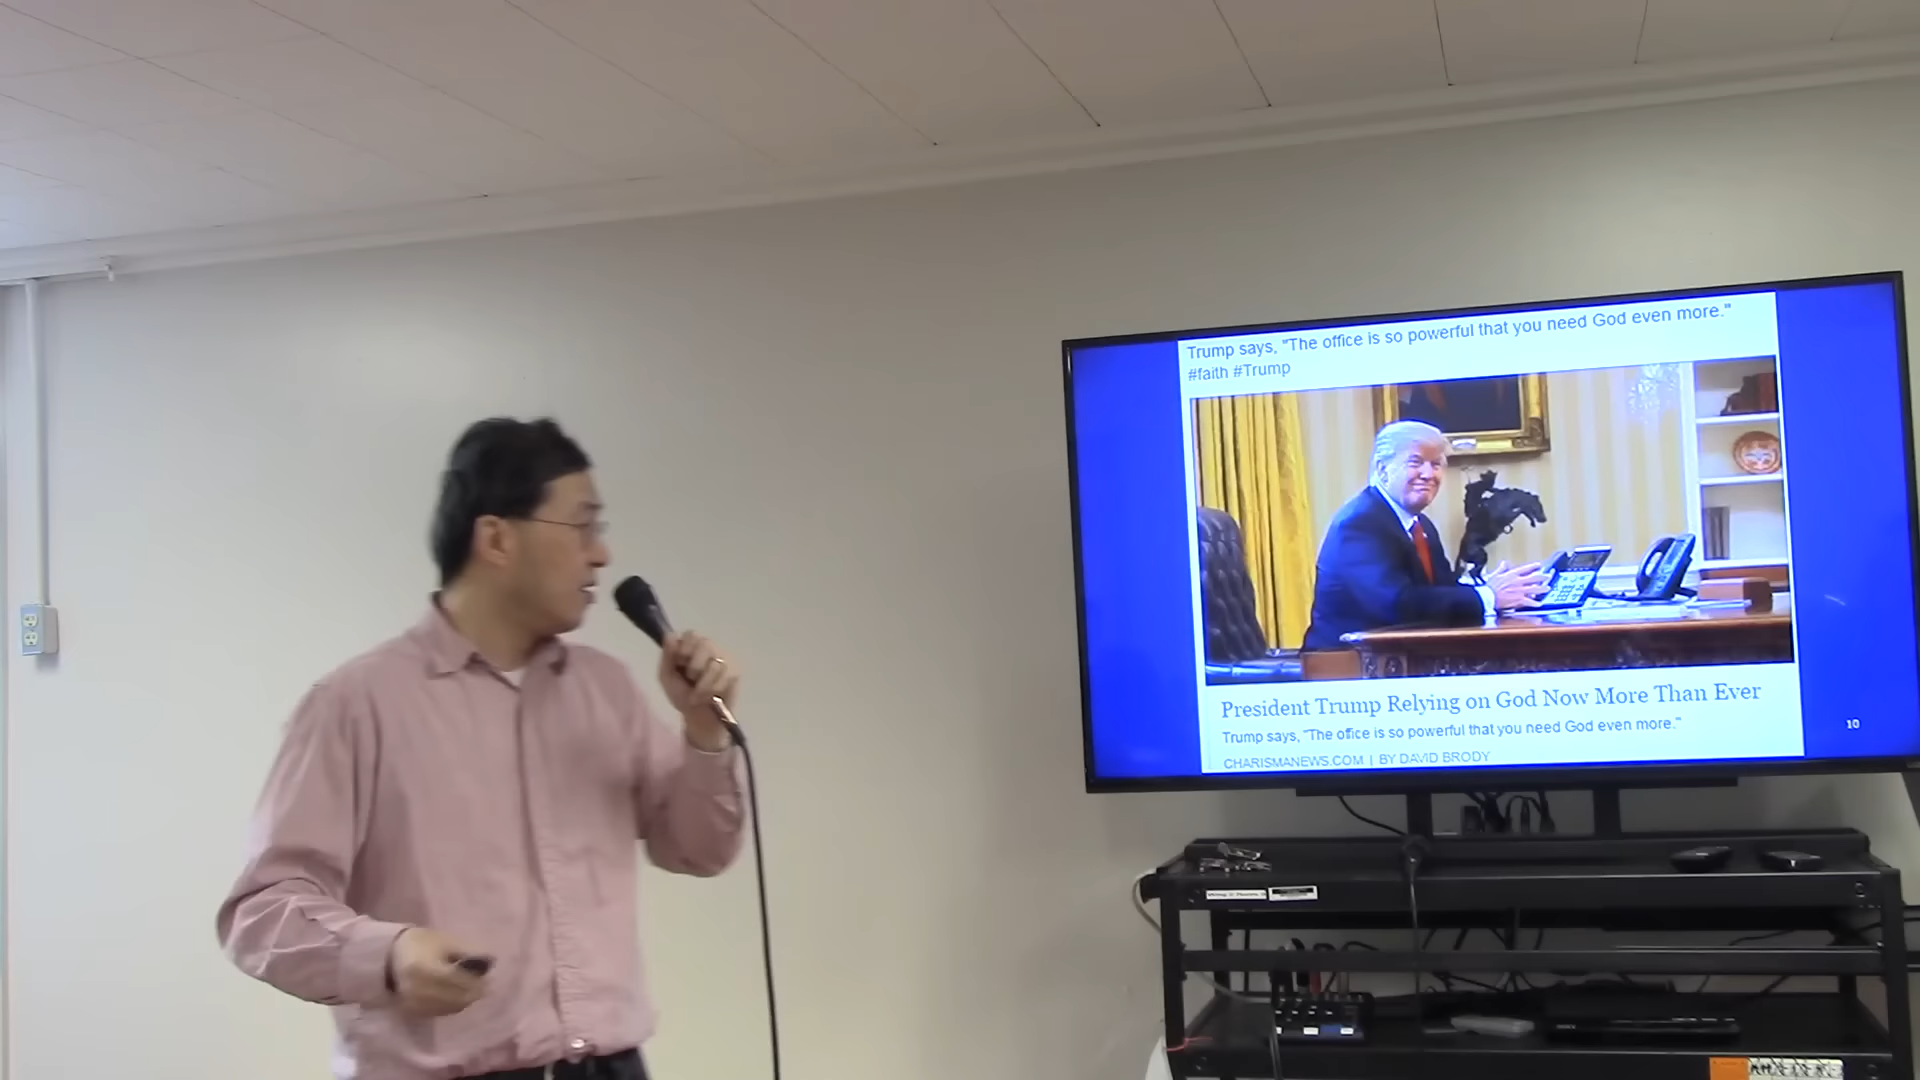 Trump says, "The office is so powerful that you need God even more."
#faith #Trump
President Trump Relying on God Now More Than Ever
Trump says, "The office is so powerful that you need God even more."
CHARISMANEWS.COM | BY DAVID BRODY
10